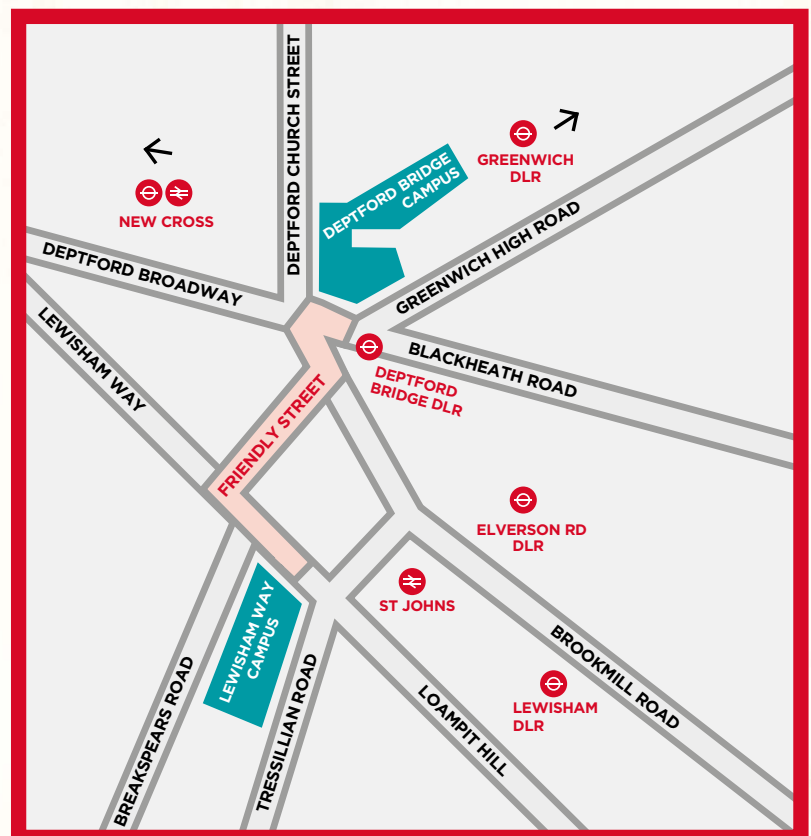 DEPTFORD CHURCH STREET
DEPTFORD BRIDGE
CAMPUS
GREENWICH
DLR
NEW CROSS
DEPTFORD BROADWAY
GREENWICH HIGH ROAD
LEWISHAM WAY
BLACKHEATH ROAD
DEPTFORD
BRIDGE DLR
FRIENDLY STREET
ELVERSON RD
DLR
ST JOHNS
LEWISHAM WAY
CAMPUS
BROOKMILL ROAD
BREAKSPEARS ROAD
TRESSILLIAN ROAD
LOAMPIT HILL
LEWISHAM
DLR